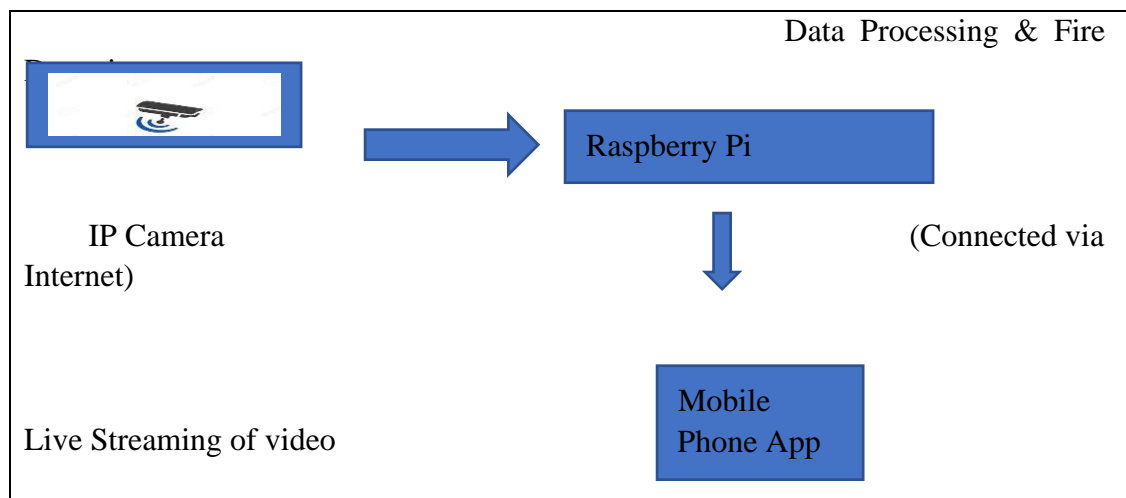 Data Processing & Fire
Raspberry Pi
IP Camera
(Connected via
Internet)
Mobile
Phone App
Live Streaming of video